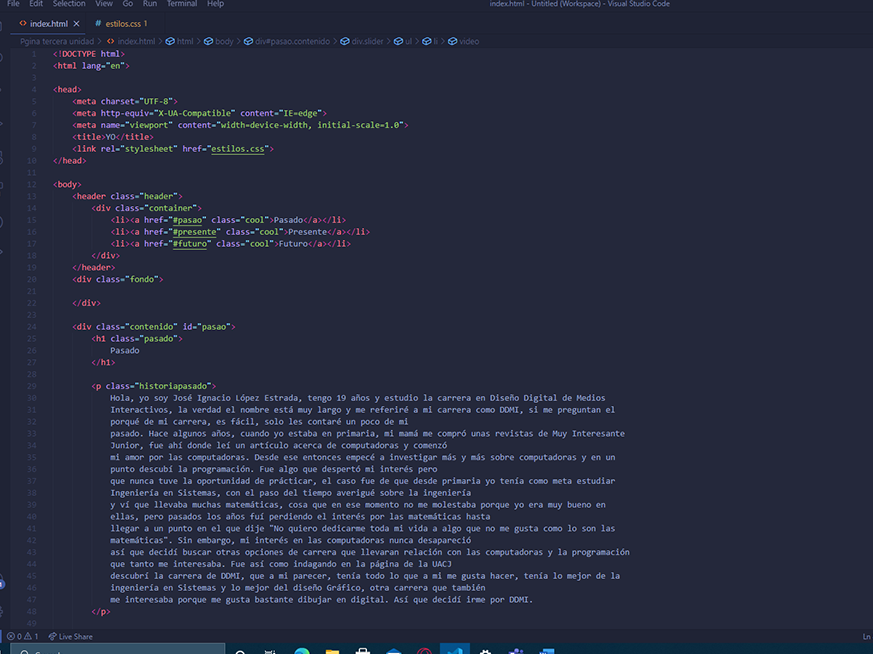 File Edit Selection View Go Run Terminal Help
index.html - Untitled (Workspace) - Visual Studio Code
index.html
# estilos.css 1
Pgina tercera unidad > index.html > html > body > div#pasao.contenido > div.slider > ul > li > video
1 <!DOCTYPE html>
2 <html lang="en">
3
4 <head>
5 <meta charset="UTF-8">
6 <meta http-equiv="X-UA-Compatible" content="IE=edge">
7 <meta name="viewport" content="width=device-width, initial-scale=1.0">
8 <title>YO</title>
9 <link rel="stylesheet" href="estilos.css">
10 </head>
11
12 <body>
13 <header class="header">
14 <div class="container">
15 <li><a href="#pasao" class="cool">Pasado</a></li>
16 <li><a href="#presente" class="cool">Presente</a></li>
17 <li><a href="#futuro" class="cool">Futuro</a></li>
18 </div>
19 </header>
20 <div class="fondo">
21
22 </div>
23
24 <div class="contenido" id="pasao">
25 <h1 class="pasado">
26 Pasado
27 </h1>
28
29 <p class="historiapasado">
30 Hola, yo soy José Ignacio López Estrada, tengo 19 años y estudio la carrera en Diseño Digital de Medios
31 Interactivos, la verdad el nombre está muy largo y me referiré a mi carrera como DDMI, si me preguntan el
32 porqué de mi carrera, es fácil, solo les contaré un poco de mi
33 pasado. Hace algunos años, cuando yo estaba en primaria, mi mamá me compró unas revistas de Muy Interesante
34 Junior, fue ahí donde leí un artículo acerca de computadoras y comenzó
35 mi amor por las computadoras. Desde ese entonces empecé a investigar más y más sobre computadoras y en un
36 punto descubí la programación. Fue algo que despertó mi interés pero
37 que nunca tuve la oportunidad de prácticar, el caso fue de que desde primaria yo tenía como meta estudiar
38 Ingeniería en Sistemas, con el paso del tiempo averigué sobre la ingeniería
39 y ví que llevaba muchas matemáticas, cosa que en ese momento no me molestaba porque yo era muy bueno en
40 ellas, pero pasados los años fuí perdiendo el interés por las matemáticas hasta
41 llegar a un punto en el que dije "No quiero dedicarme toda mi vida a algo que no me gusta como lo son las
42 matemáticas". Sin embargo, mi interés en las computadoras nunca desapareció
43 así que decidí buscar otras opciones de carrera que llevaran relación con las computadoras y la programación
44 que tanto me interesaba. Fue así como indagando en la página de la UACJ
45 descubrí la carrera de DDMI, que a mi parecer, tenía todo lo que a mi me gusta hacer, tenía lo mejor de la
46 ingeniería en Sistemas y lo mejor del diseño Gráfico, otra carrera que también
47 me interesaba porque me gusta bastante dibujar en digital. Así que decidí irme por DDMI.
48 </p>
49
0 1 Live Share
Ln